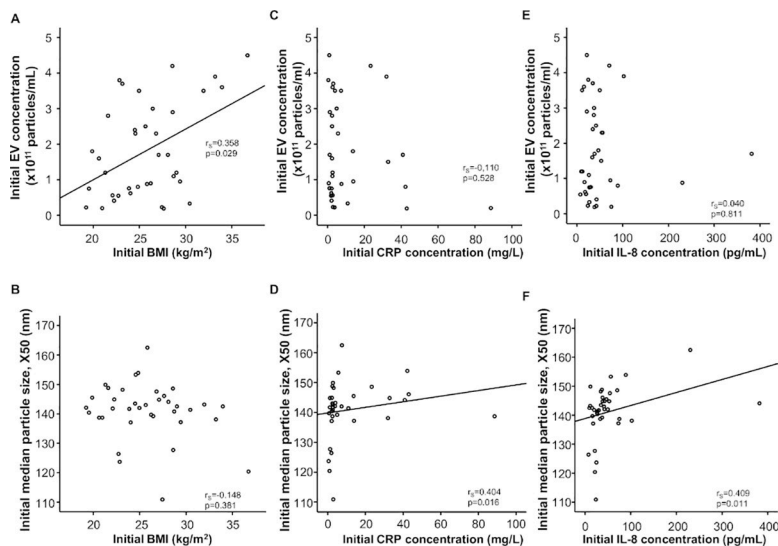 A
Initial EV concentration
(x10¹¹ particles/mL)
5
4
3
2
1
0
20
25
30
35
Initial BMI (kg/m²)
rₛ=0.358
p=0.029
C
Initial EV concentration
(x10¹¹ particles/ml)
5
4
3
2
1
0
0
20
40
60
80
100
Initial CRP concentration (mg/L)
rₛ=-0,110
p=0.528
E
Initial EV concentration
(x10¹¹ particles/mL)
5
4
3
2
1
0
0
100
200
300
400
Initial IL-8 concentration (pg/mL)
rₛ=0.040
p=0.811
B
Initial median particle size, X50 (nm)
170
160
150
140
130
120
110
20
25
30
35
Initial BMI (kg/m²)
rₛ=-0.148
p=0.381
D
Initial median particle size, X50 (nm)
170
160
150
140
130
120
110
0
20
40
60
80
100
Initial CRP concentration (mg/L)
rₛ=0.404
p=0.016
F
Initial median particle size, X50 (nm)
170
160
150
140
130
120
110
0
100
200
300
400
Initial IL-8 concentration (pg/mL)
rₛ=0.409
p=0.011